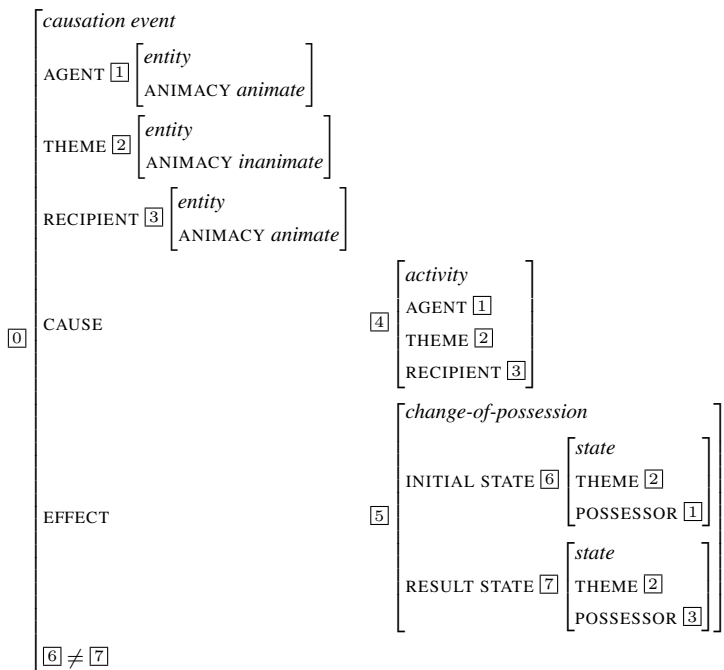 causation event
AGENT 1 entity
ANIMACY animate
THEME 2 entity
ANIMACY inanimate
RECIPIENT 3 entity
ANIMACY animate
0
CAUSE 4 activity
AGENT 1
THEME 2
RECIPIENT 3
EFFECT 5 change-of-possession
INITIAL STATE 6 state
THEME 2
POSSESSOR 1
RESULT STATE 7 state
THEME 2
POSSESSOR 3
6 ≠ 7